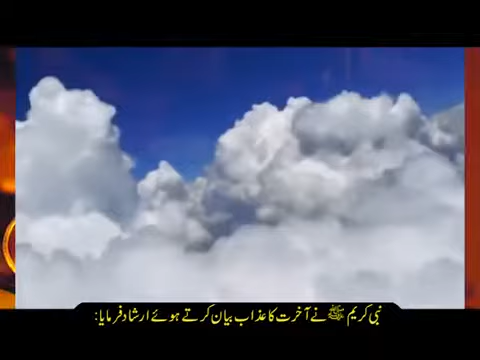 نبی کریم ﷺ نے آخرت کا عذاب بیان کرتے ہوئے ارشاد فرمایا: